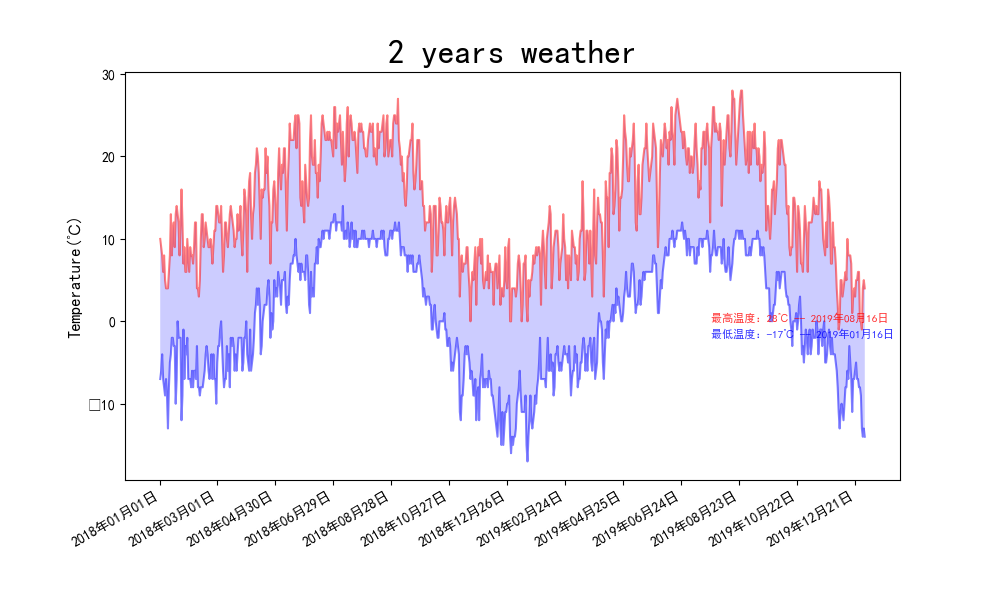 2 years weather
Temperature(℃)
30
20
10
0
□10
最高温度：28℃ —— 2019年08月16日
最低温度：-17℃ —— 2019年01月16日
2018年01月01日
2018年03月01日
2018年04月30日
2018年06月29日
2018年08月28日
2018年10月27日
2018年12月26日
2019年02月24日
2019年04月25日
2019年06月24日
2019年08月23日
2019年10月22日
2019年12月21日